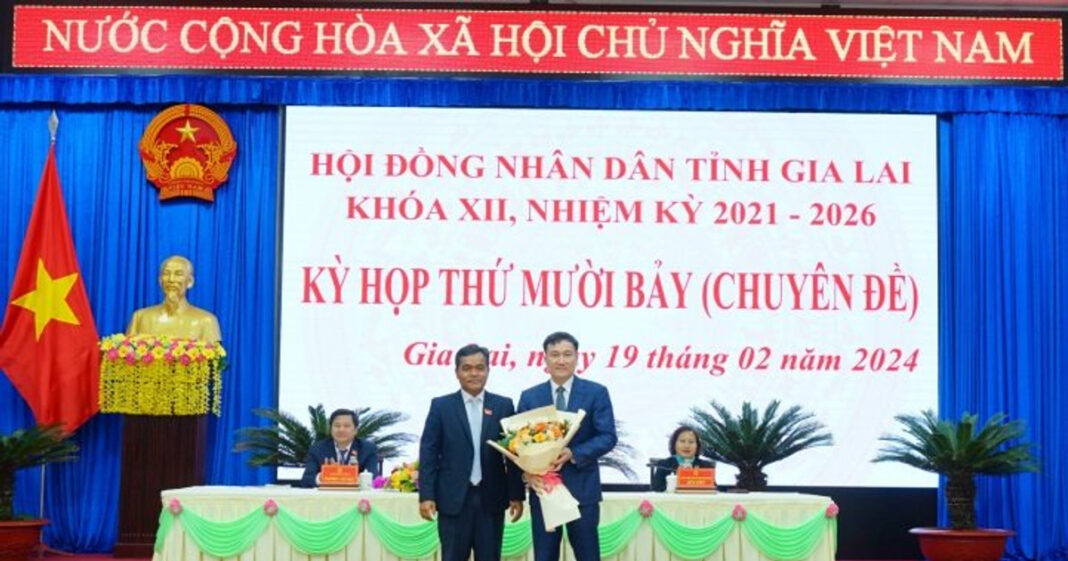 NƯỚC CỘNG HÒA XÃ HỘI CHỦ NGHĨA VIỆT NAM
HỘI ĐỒNG NHÂN DÂN TỈNH GIA LAI
KHÓA XII, NHIỆM KỲ 2021 - 2026
KỲ HỌP THỨ MƯỜI BẢY (CHUYÊN ĐỀ)
Gia Lai, ngày 19 tháng 02 năm 2024